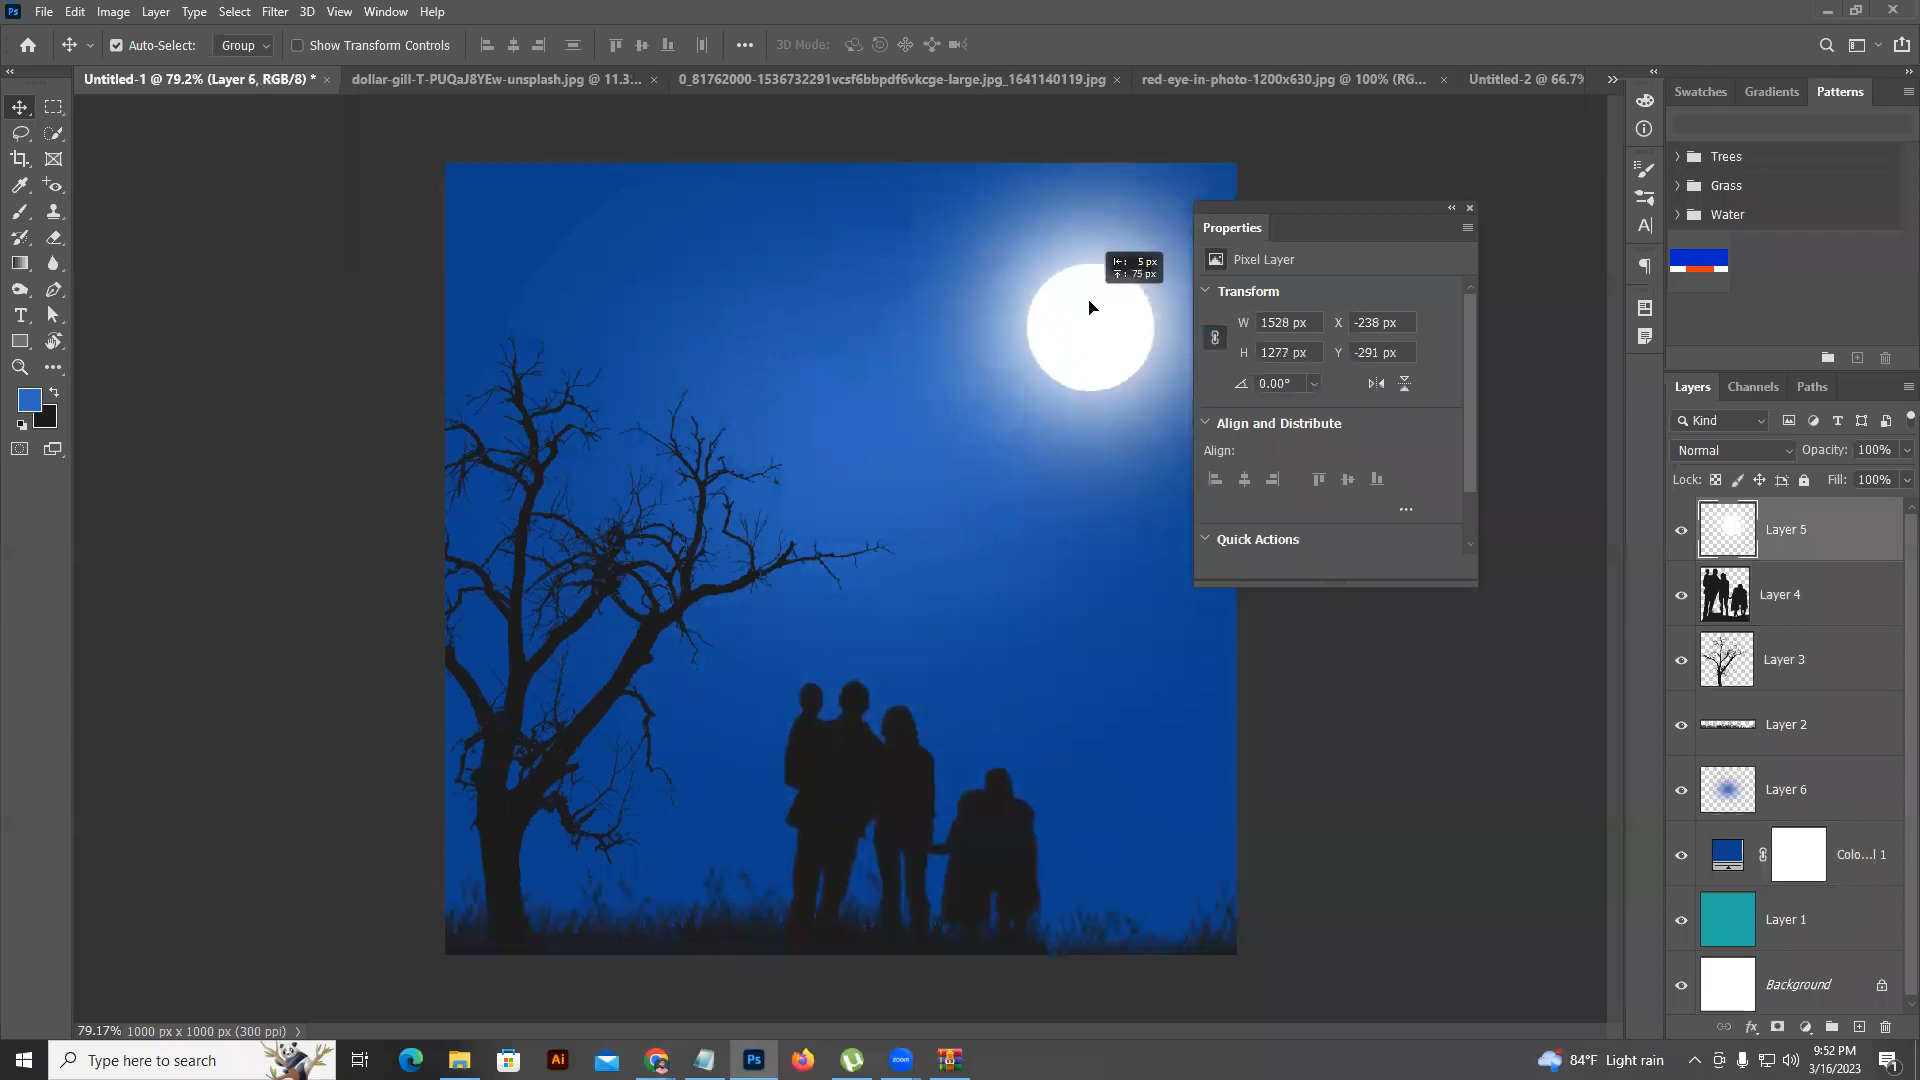 File Edit Image Layer Type Select Filter 3D View Window Help
Auto-Select: Group Show Transform Controls 3D Mode:
Untitled-1 @ 79.2% (Layer 6, RGB/8) * dollar-gill-T-PUQaJ8YEw-unsplash.jpg @ 11.3... 0_81762000-1536732291vcsf6bbpdf6vkcge-large.jpg_1641140119.jpg red-eye-in-photo-1200x630.jpg @ 100% (RG... Untitled-2 @ 66.7%
Swatches Gradients Patterns
Trees
Grass
Water
5 px
75 px
Properties
Pixel Layer
Transform
W 1528 px X -238 px
H 1277 px Y -291 px
0.00°
Align and Distribute
Align:
Quick Actions
Layers Channels Paths
Kind
Normal Opacity: 100%
Lock: Fill: 100%
Layer 5
Layer 4
Layer 3
Layer 2
Layer 6
Colo...l 1
Layer 1
Background
79.17% 1000 px x 1000 px (300 ppi)
Type here to search
Ai
Ps
zoom
84°F Light rain
9:52 PM
3/16/2023
1